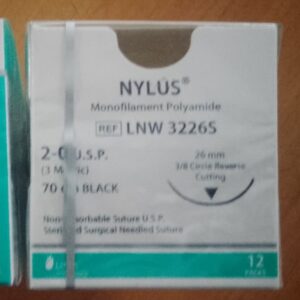 NYLUS®
Monofilament Polyamide
REF LNW 3226S
2-0 U.S.P.
(3 Metric)
70 cm BLACK
26 mm
3/8 Circle Reverse
Cutting
Non Absorbable Suture U.S.P.
Sterilized Surgical Needled Suture
12